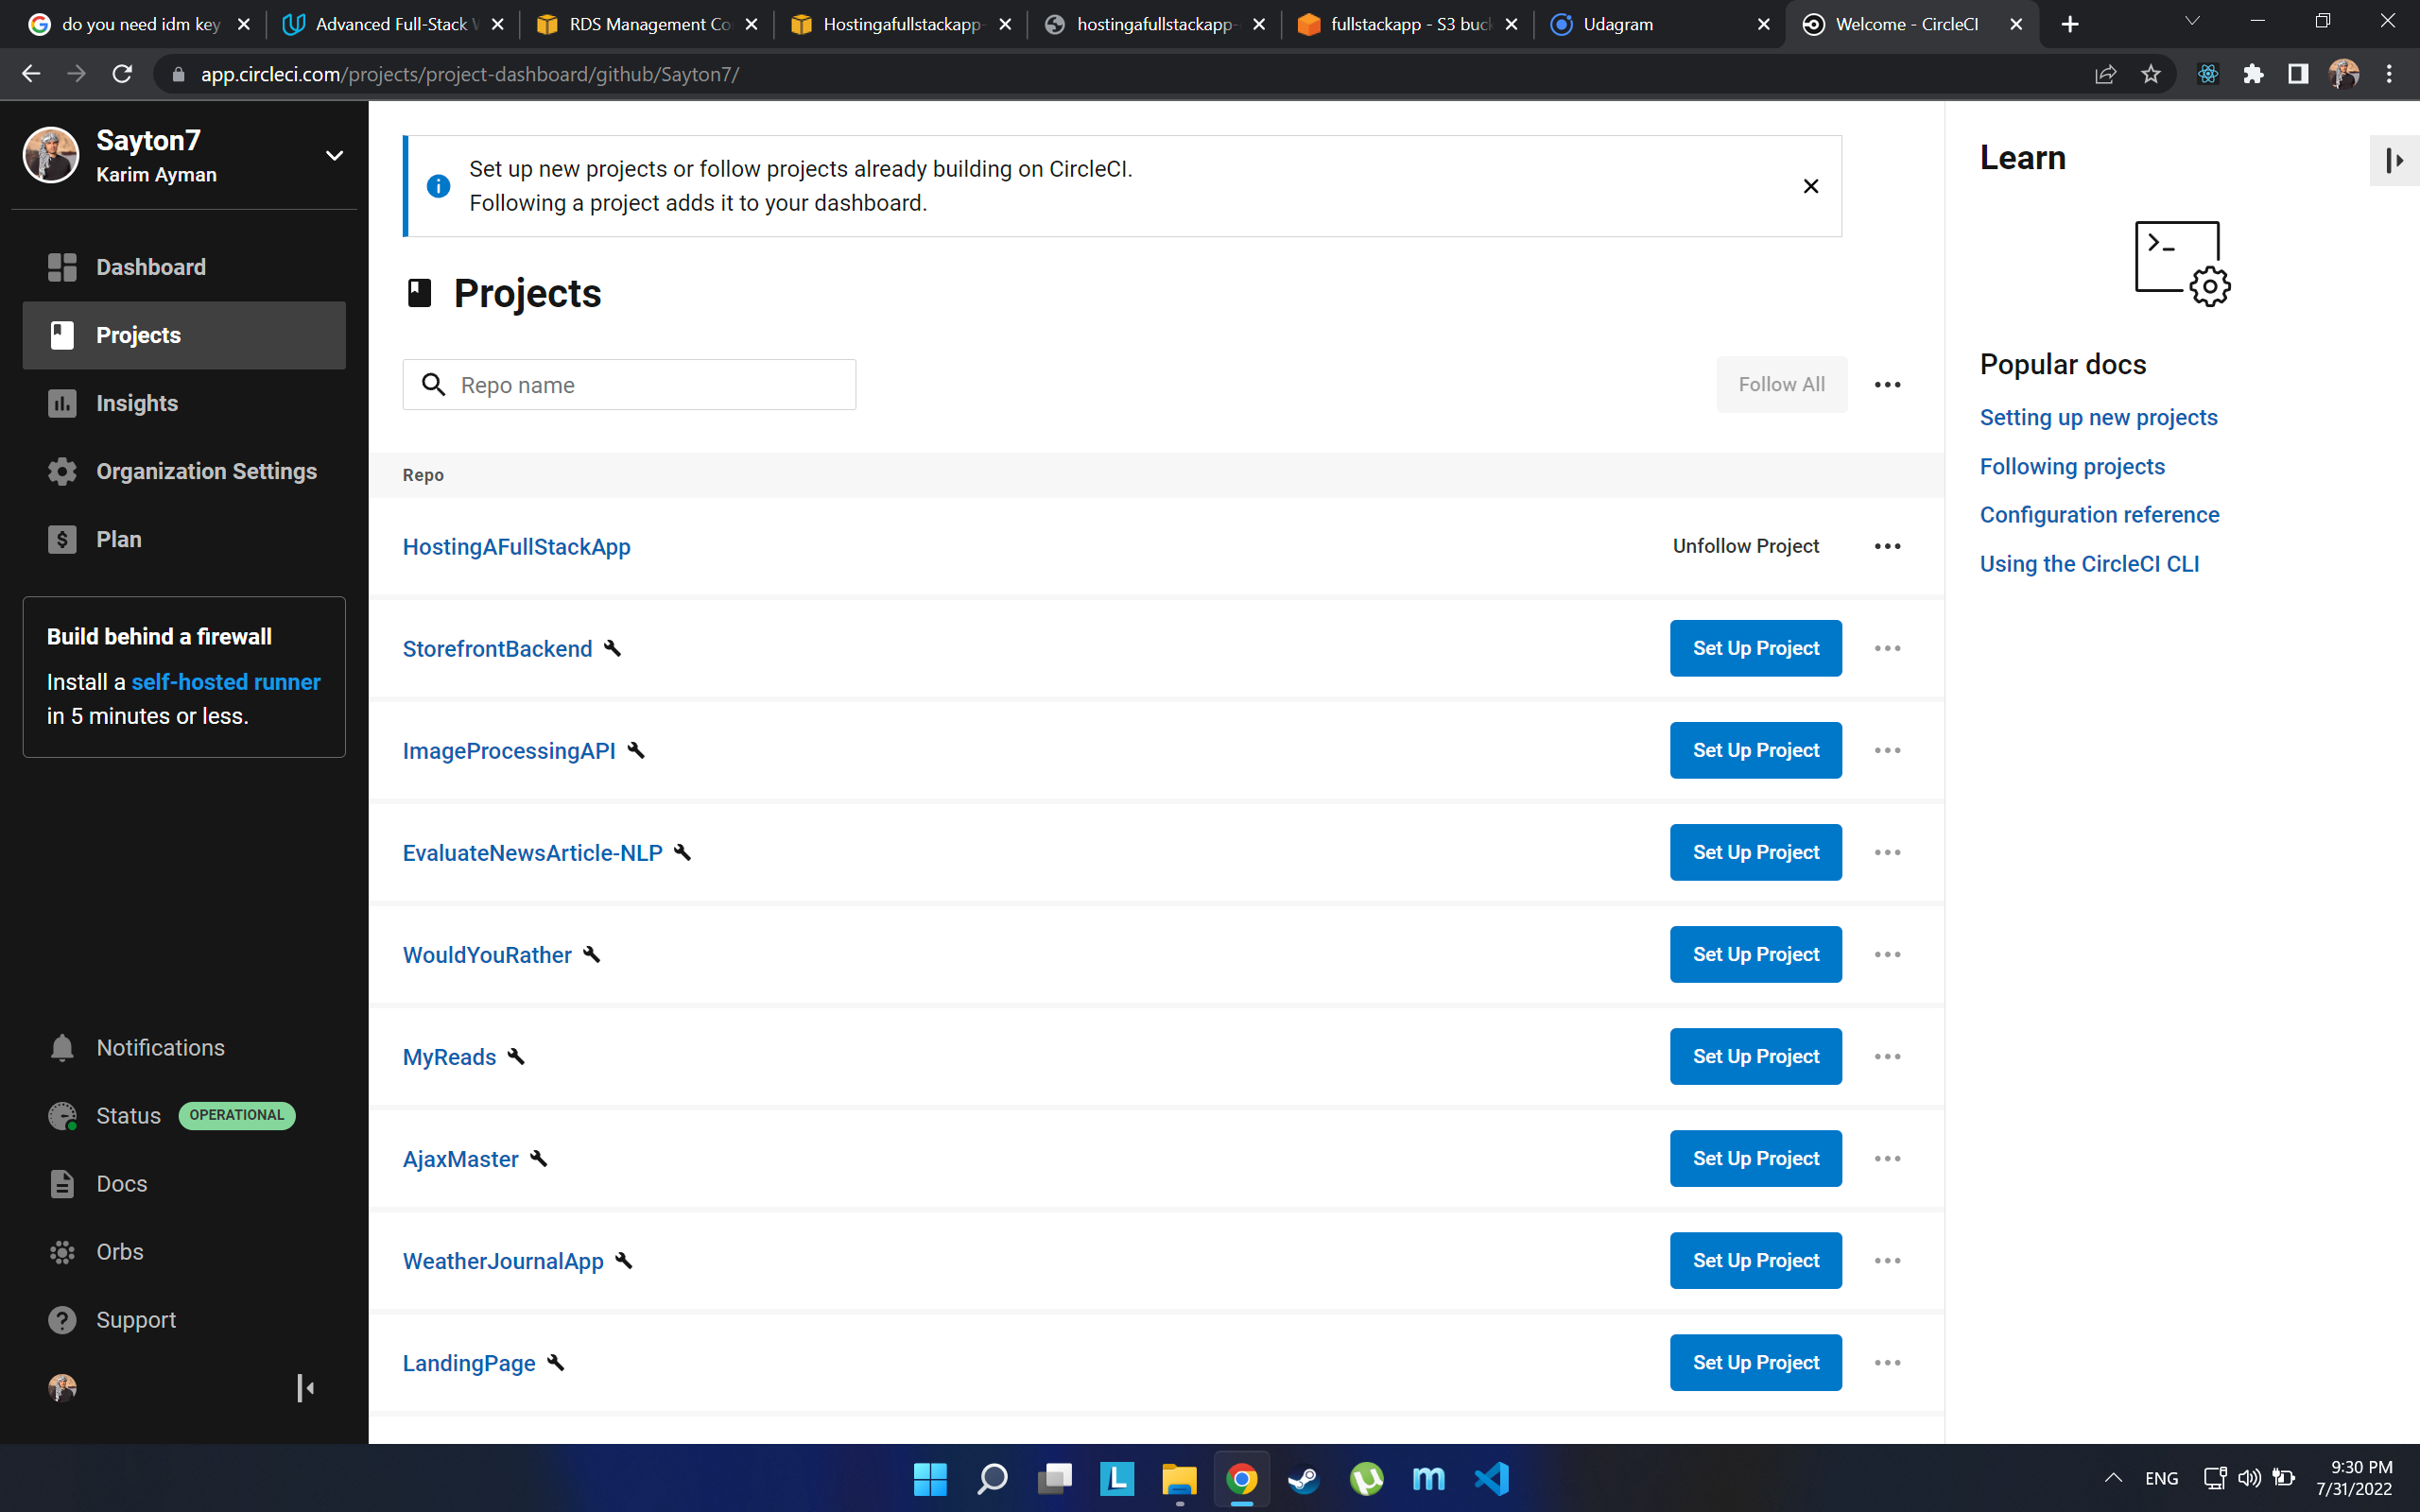 do you need idm key
Advanced Full-Stack
RDS Management Co
Hostingafullstackapp-
hostingafullstackapp-
fullstackapp - S3 buc
Udagram
Welcome - CircleCI
app.circleci.com/projects/project-dashboard/github/Sayton7/
Sayton7
Karim Ayman
Dashboard
Projects
Insights
Organization Settings
Plan
Build behind a firewall
Install a self-hosted runner
in 5 minutes or less.
Notifications
Status OPERATIONAL
Docs
Orbs
Support
Set up new projects or follow projects already building on CircleCI.
Following a project adds it to your dashboard.
Projects
Repo name
Follow All
Repo
HostingAFullStackApp Unfollow Project
StorefrontBackend Set Up Project
ImageProcessingAPI Set Up Project
EvaluateNewsArticle-NLP Set Up Project
WouldYouRather Set Up Project
MyReads Set Up Project
AjaxMaster Set Up Project
WeatherJournalApp Set Up Project
LandingPage Set Up Project
Learn
Popular docs
Setting up new projects
Following projects
Configuration reference
Using the CircleCI CLI
ENG
9:30 PM
7/31/2022